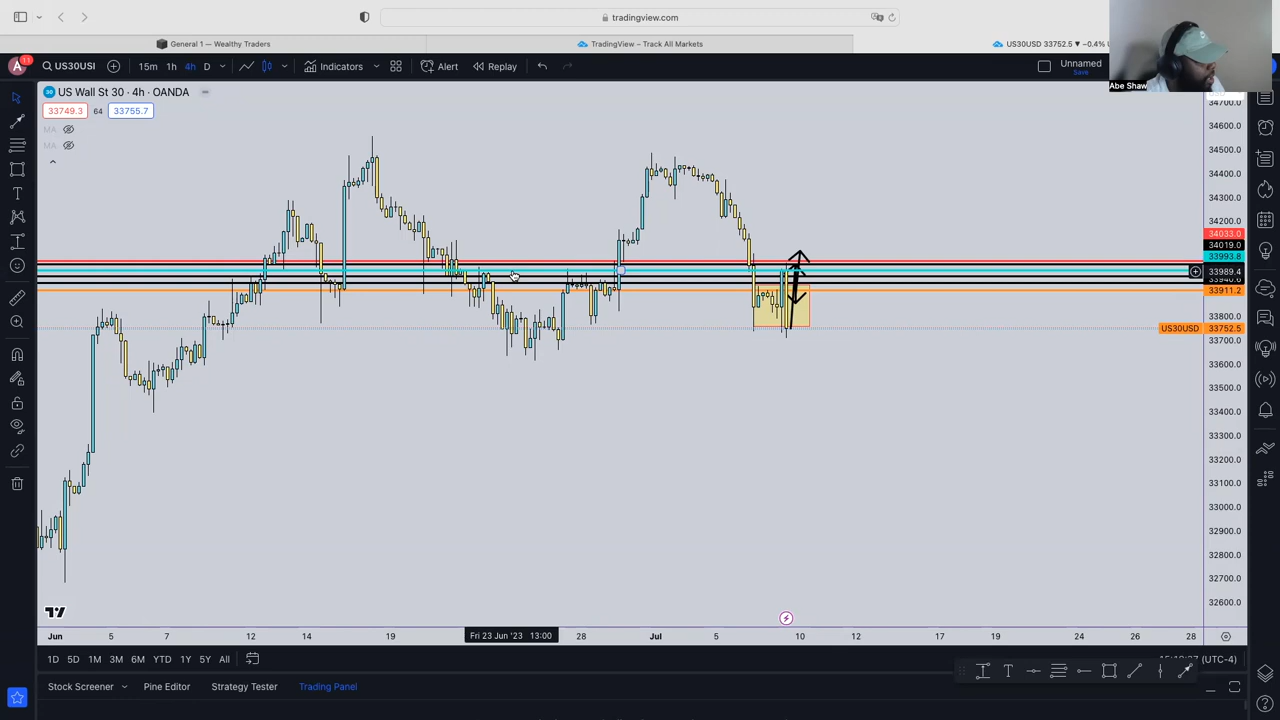 tradingview.com
General 1 — Wealthy Traders
TradingView – Track All Markets
US30USD 33752.5 ▼ −0.4% U
A
11
US30USI
15m
1h
4h
D
Indicators
Alert
Replay
Unnamed
Save
Abe Shaw
US Wall St 30 · 4h · OANDA
33749.3
64
33755.7
MA
MA
34700.0
34600.0
34500.0
34400.0
34300.0
34200.0
34033.0
34019.0
33993.8
33989.4
33911.2
33800.0
US30USD
33752.5
33700.0
33600.0
33500.0
33400.0
33300.0
33200.0
33100.0
33000.0
32900.0
32800.0
32700.0
32600.0
Jun
5
7
12
14
19
Fri 23 Jun '23 13:00
28
Jul
5
10
12
17
19
24
26
28
1D
5D
1M
3M
6M
YTD
1Y
5Y
All
(UTC-4)
Stock Screener
Pine Editor
Strategy Tester
Trading Panel